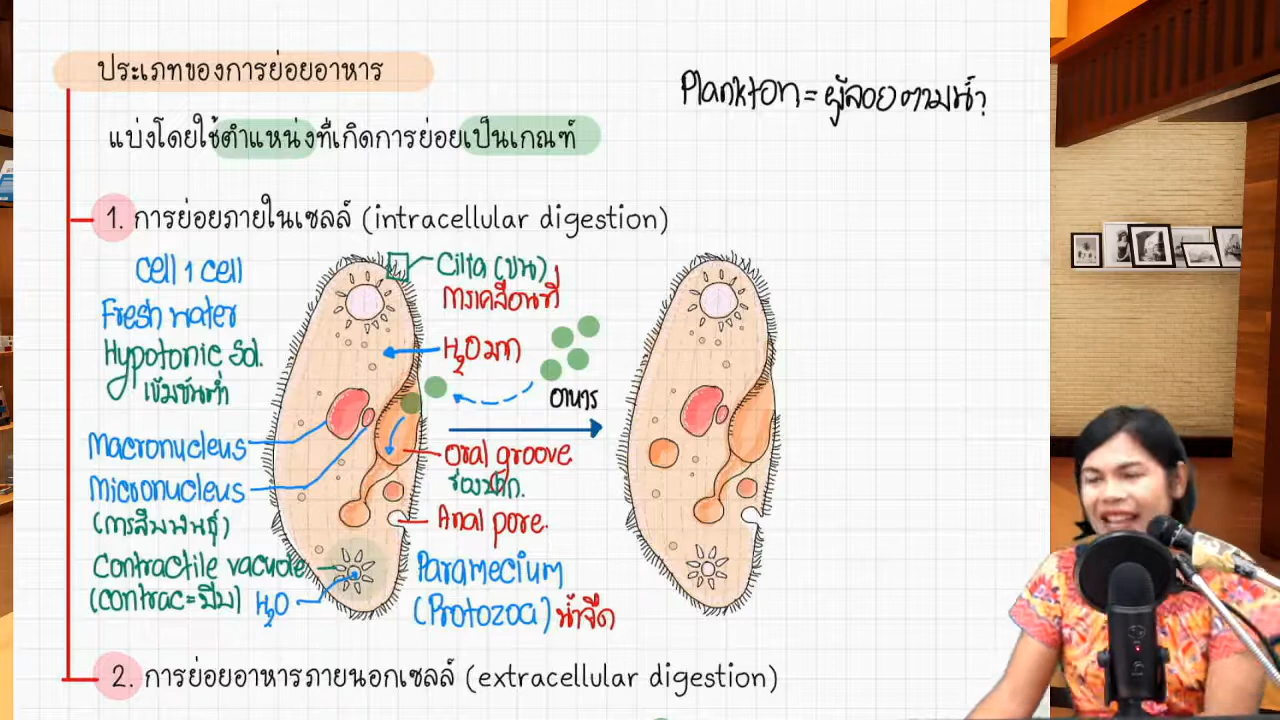 ประเภทของการย่อยอาหาร
Plankton = ผู้ลอยตามน้ำ
แบ่งโดยใช้ตำแหน่งที่เกิดการย่อยเป็นเกณฑ์
1. การย่อยภายในเซลล์ (intracellular digestion)
Cell 1 cell
Fresh water
Hypotonic Sol.
เข้มข้นต่ำ
Cilia (ขน)
การเคลื่อนที่
H₂O มาก
อาหาร
Macronucleus
Micronucleus
(การสืบพันธุ์)
Contractile vacuole
(contrac = บีบ) H₂O
Oral groove
ร่องปาก.
Anal pore.
Paramecium
(Protozoa) น้ำจืด
2. การย่อยอาหารภายนอกเซลล์ (extracellular digestion)